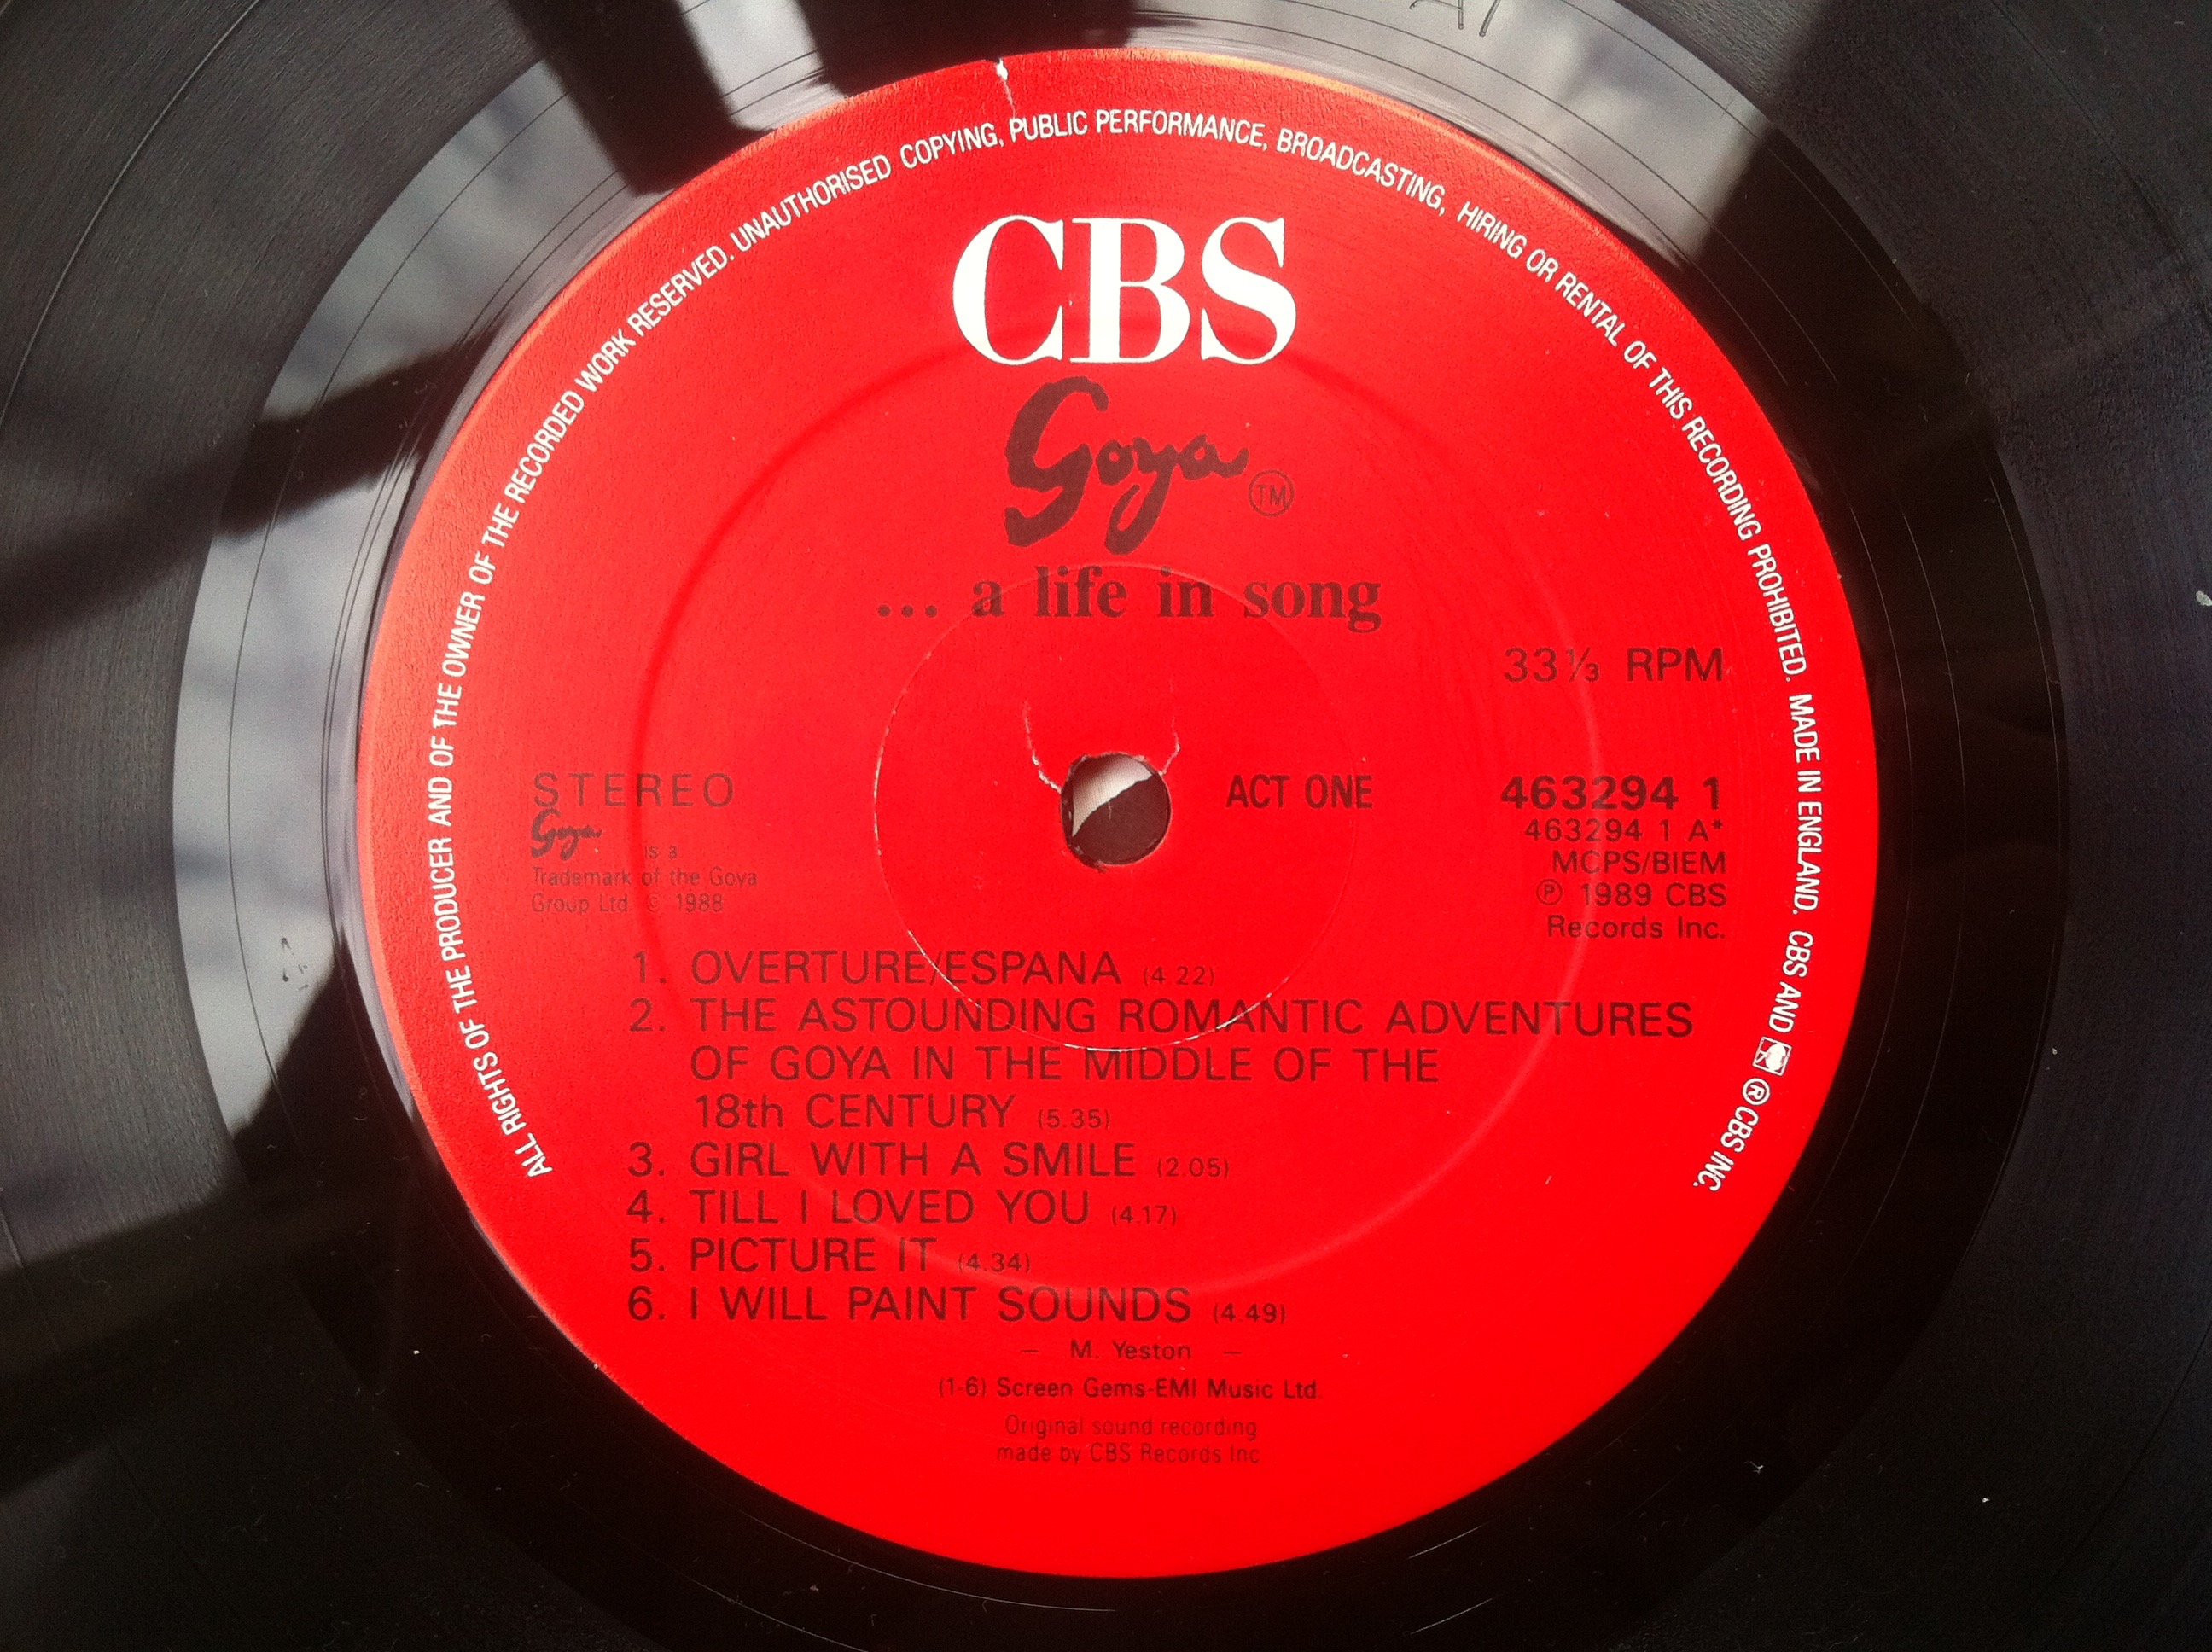 A1
ALL RIGHTS OF THE PRODUCER AND OF THE OWNER OF THE RECORDED WORK RESERVED. UNAUTHORISED COPYING, PUBLIC PERFORMANCE, BROADCASTING, HIRING OR RENTAL OF THIS RECORDING PROHIBITED. MADE IN ENGLAND. CBS AND ® CBS INC.
CBS
Goya TM
... a life in song
33⅓ RPM
STEREO
Goya is a
Trademark of the Goya
Group Ltd. © 1988
ACT ONE
463294 1
463294 1 A*
MCPS/BIEM
℗ 1989 CBS
Records Inc.
1. OVERTURE/ESPANA (4.22)
2. THE ASTOUNDING ROMANTIC ADVENTURES
OF GOYA IN THE MIDDLE OF THE
18th CENTURY (5.35)
3. GIRL WITH A SMILE (2.05)
4. TILL I LOVED YOU (4.17)
5. PICTURE IT (4.34)
6. I WILL PAINT SOUNDS (4.49)
— M. Yeston —
(1-6) Screen Gems-EMI Music Ltd.
Original sound recording
made by CBS Records Inc